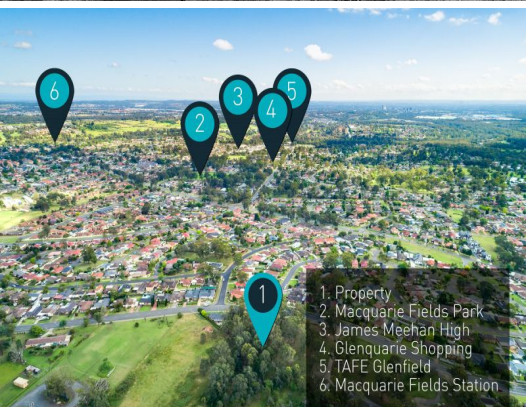 6
5
3
4
2
1
1. Property
2. Macquarie Fields Park
3. James Meehan High
4. Glenquarie Shopping
5. TAFE Glenfield
6. Macquarie Fields Station